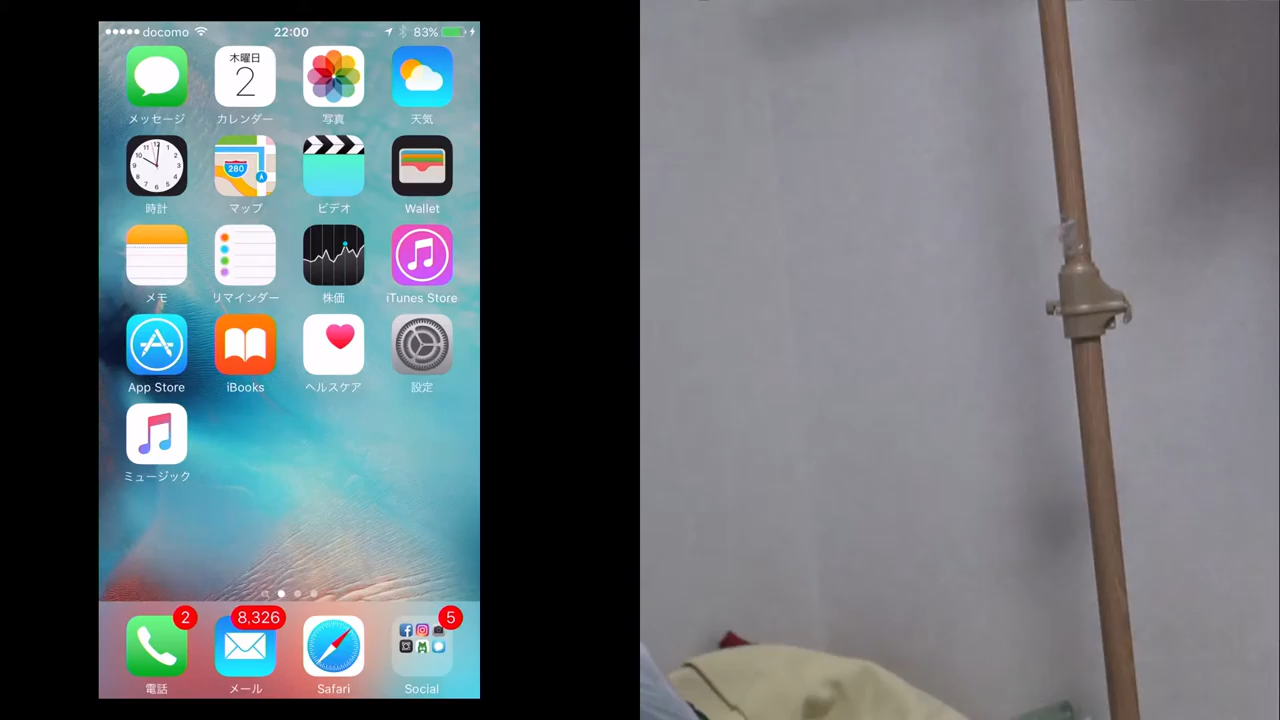 docomo 22:00 83%
木曜日
2
メッセージ カレンダー 写真 天気
280
時計 マップ ビデオ Wallet
メモ リマインダー 株価 iTunes Store
App Store iBooks ヘルスケア 設定
ミュージック
2 8,326 5
電話 メール Safari Social